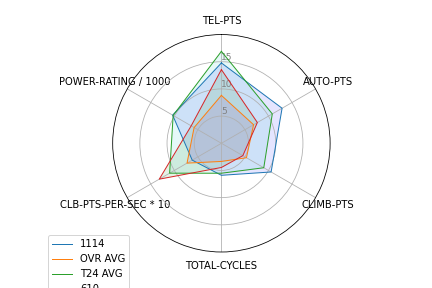 TEL-PTS
15
POWER-RATING / 1000
AUTO-PTS
10
5
CLB-PTS-PER-SEC * 10
CLIMB-PTS
TOTAL-CYCLES
1114
OVR AVG
T24 AVG
610